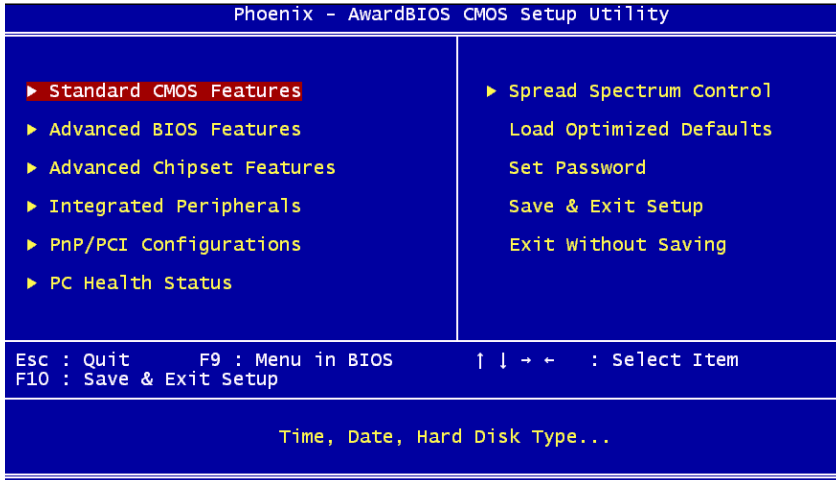 Phoenix - AwardBIOS CMOS Setup Utility
▶ Standard CMOS Features
▶ Advanced BIOS Features
▶ Advanced Chipset Features
▶ Integrated Peripherals
▶ PnP/PCI Configurations
▶ PC Health Status
▶ Spread Spectrum Control
Load Optimized Defaults
Set Password
Save & Exit Setup
Exit Without Saving
Esc : Quit F9 : Menu in BIOS ↑ ↓ → ← : Select Item
F10 : Save & Exit Setup
Time, Date, Hard Disk Type...